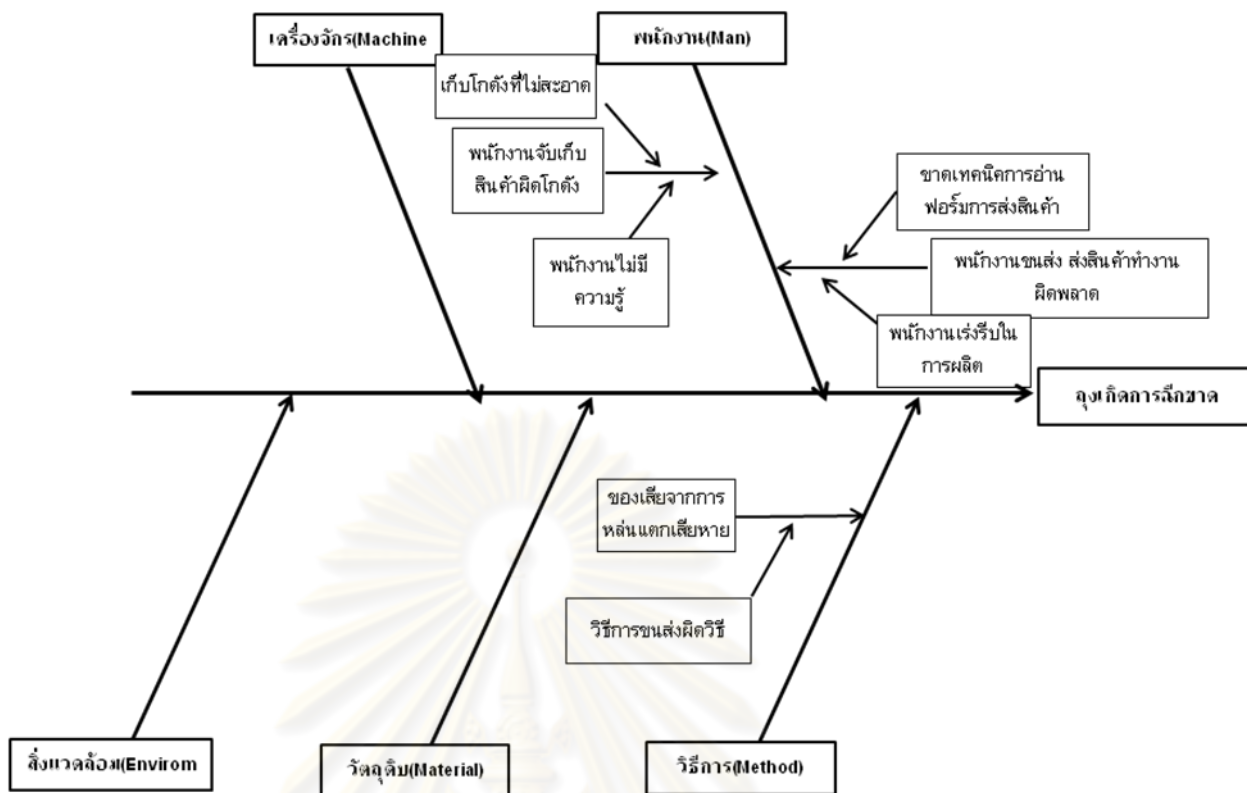 เครื่องจักร(Machine
พนักงาน(Man)
เก็บโกดังที่ไม่สะอาด
พนักงานจับเก็บ
สินค้าผิดโกดัง
ขาดเทคนิคการอ่าน
ฟอร์มการส่งสินค้า
พนักงานไม่มี
ความรู้
พนักงานขนส่ง ส่งสินค้าทำงาน
ผิดพลาด
พนักงานเร่งรีบใน
การผลิต
ถุงเกิดการฉีกขาด
ของเสียจากการ
หล่นแตกเสียหาย
วิธีการขนส่งผิดวิธี
สิ่งแวดล้อม(Envirom
วัตถุดิบ(Material)
วิธีการ(Method)